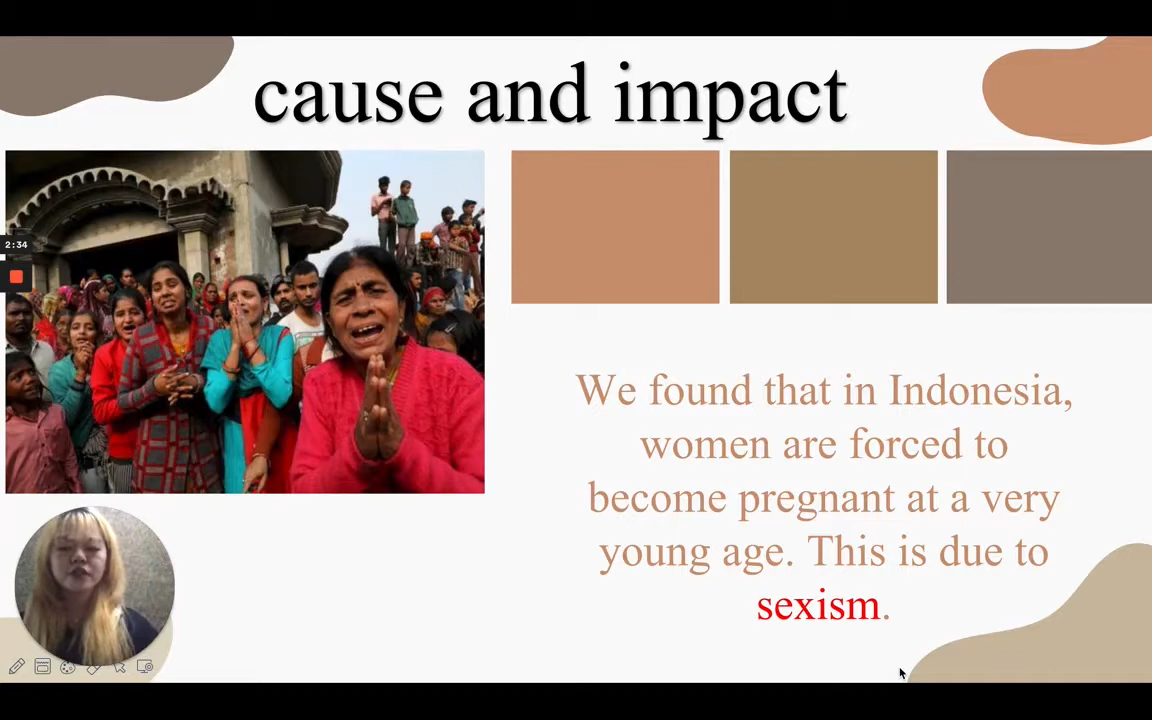 cause and impact
2:34
We found that in Indonesia,
women are forced to
become pregnant at a very
young age. This is due to
sexism.